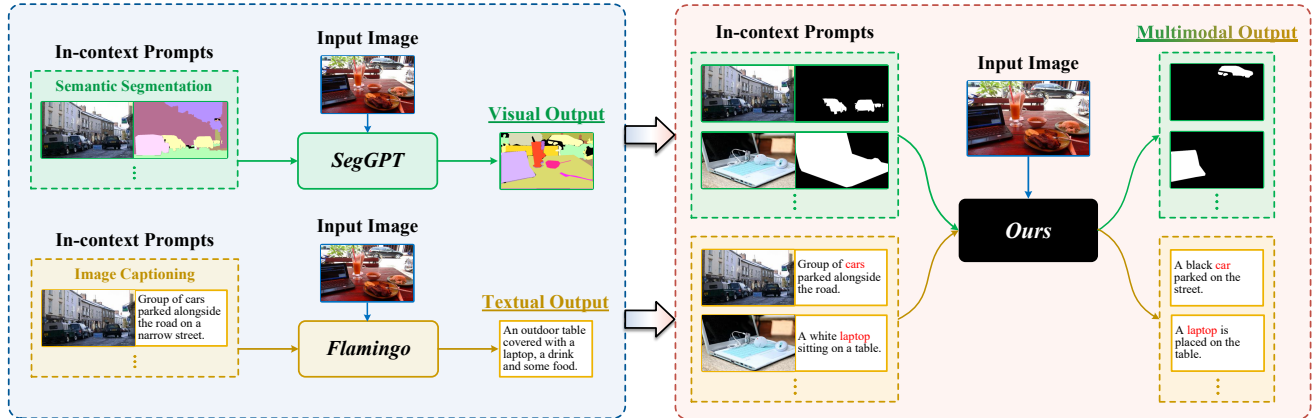 In-context Prompts
Semantic Segmentation
Input Image
SegGPT
Visual Output
In-context Prompts
Image Captioning
Group of cars
parked alongside
the road on a
narrow street.
Input Image
Flamingo
Textual Output
An outdoor table
covered with a
laptop, a drink
and some food.
In-context Prompts
Group of cars
parked alongside
the road.
A white laptop
sitting on a table.
Input Image
Ours
Multimodal Output
A black car
parked on the
street.
A laptop is
placed on the
table.